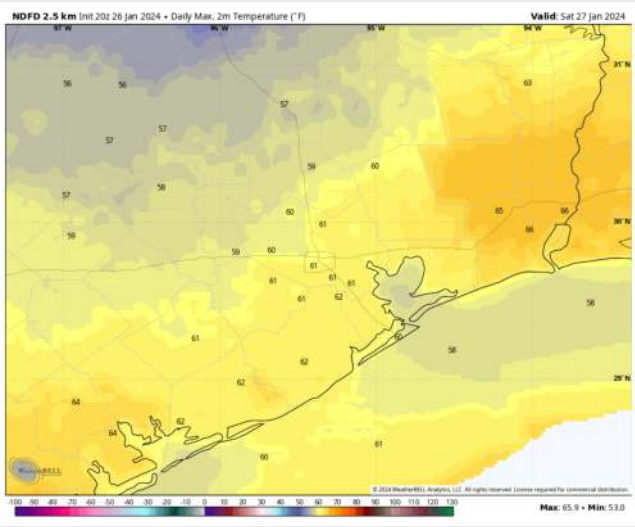 NDFD 2.5 km Init 20z 26 Jan 2024 • Daily Max. 2m Temperature (°F) Valid: Sat 27 Jan 2024
97°W 96°W 95°W 94°W
31°N
56 56 63
57
57
57
59 60
58
57
60 65 66
30°N
61 66
59
59 60
61
61 61 61
61 62
58
61 60
58
62
29°N
62
64
62
64
61
60
WeatherBELL
© 2024 WeatherBELL Analytics, LLC. All rights reserved. License required for commercial distribution.
-100 -90 -80 -70 -60 -50 -40 -30 -20 -10 0 10 20 30 40 50 60 70 80 90 100 110 120 130
Max: 65.9 • Min: 53.0